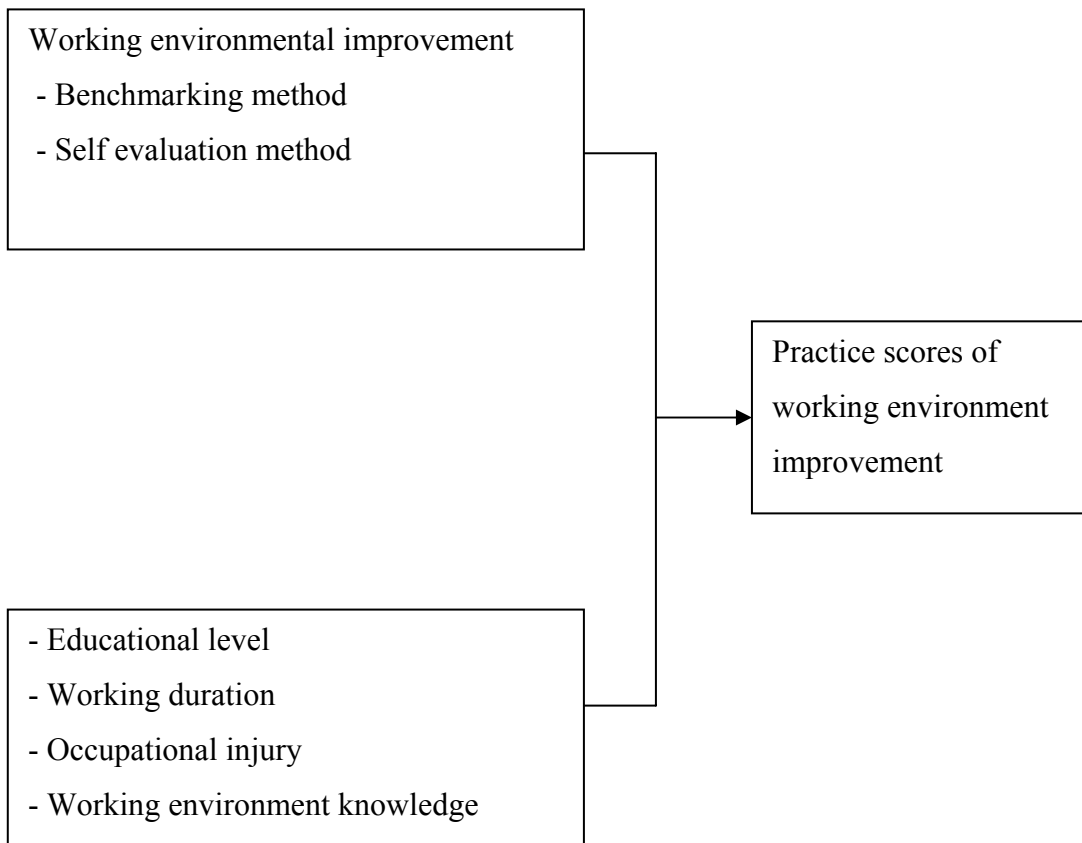 Working environmental improvement
- Benchmarking method
- Self evaluation method
Practice scores of
working environment
improvement
- Educational level
- Working duration
- Occupational injury
- Working environment knowledge